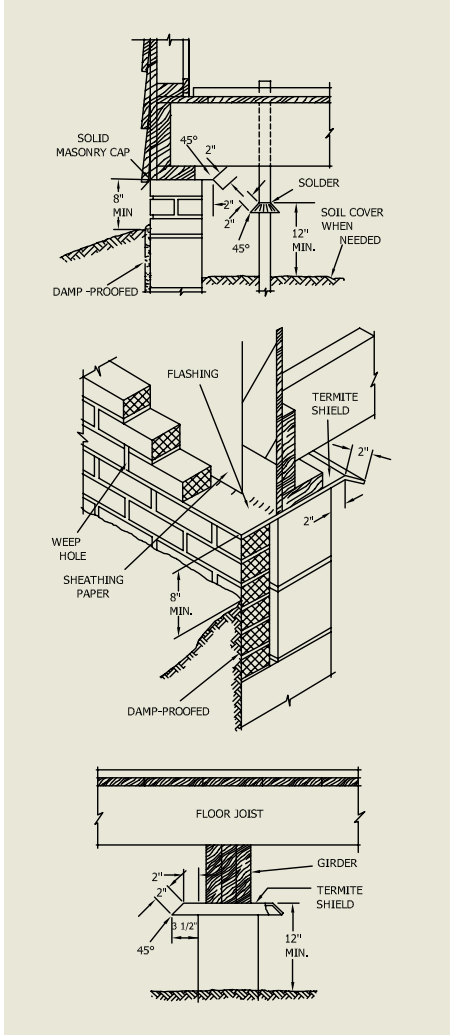 SOLID
MASONRY CAP
45°
2"
SOLDER
8"
MIN
2"
2"
45°
12"
MIN.
SOIL COVER
WHEN
NEEDED
DAMP -PROOFED
FLASHING
TERMITE
SHIELD
2"
2"
WEEP
HOLE
SHEATHING
PAPER
8"
MIN.
DAMP-PROOFED
FLOOR JOIST
GIRDER
2"
2"
TERMITE
SHIELD
3 1/2"
45°
12"
MIN.